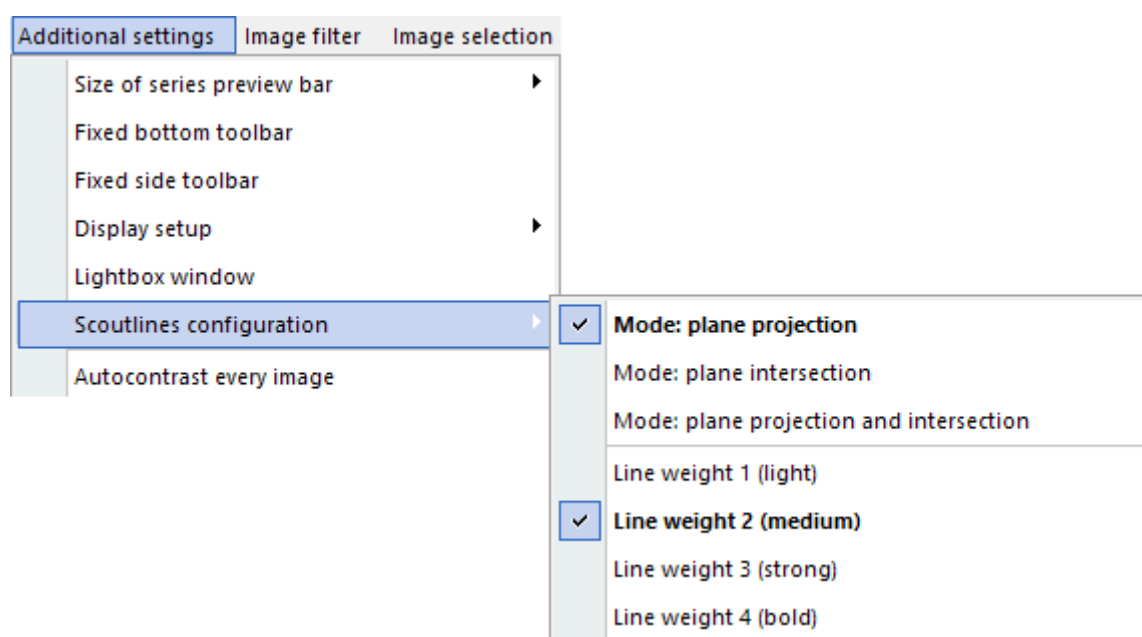 Additional settings Image filter Image selection
Size of series preview bar
Fixed bottom toolbar
Fixed side toolbar
Display setup
Lightbox window
Scoutlines configuration
Autocontrast every image
Mode: plane projection
Mode: plane intersection
Mode: plane projection and intersection
Line weight 1 (light)
Line weight 2 (medium)
Line weight 3 (strong)
Line weight 4 (bold)